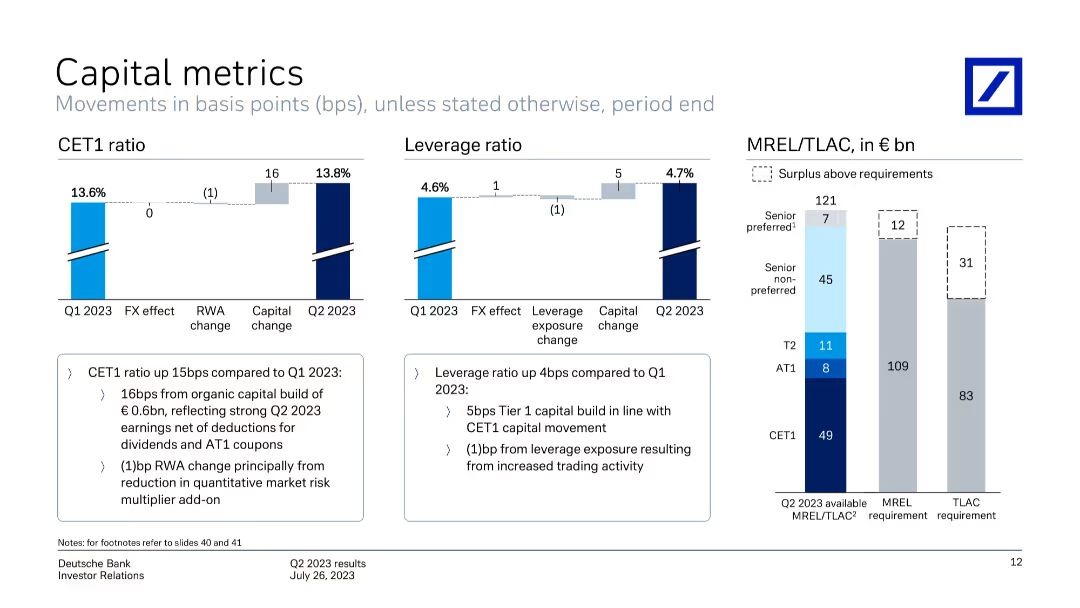 Capital metrics
Movements in basis points (bps), unless stated otherwise, period end
CET1 ratio
13.6%
0
(1)
16
13.8%
Q1 2023
FX effect
RWA
change
Capital
change
Q2 2023
CET1 ratio up 15bps compared to Q1 2023:
16bps from organic capital build of
€ 0.6bn, reflecting strong Q2 2023
earnings net of deductions for
dividends and AT1 coupons
(1)bp RWA change principally from
reduction in quantitative market risk
multiplier add-on
Leverage ratio
4.6%
1
(1)
5
4.7%
Q1 2023
FX effect
Leverage
exposure
change
Capital
change
Q2 2023
Leverage ratio up 4bps compared to Q1
2023:
5bps Tier 1 capital build in line with
CET1 capital movement
(1)bp from leverage exposure resulting
from increased trading activity
MREL/TLAC, in € bn
Surplus above requirements
121
Senior
preferred¹
7
12
Senior
non-
preferred
45
31
T2
11
AT1
8
109
83
CET1
49
Q2 2023 available
MREL/TLAC²
MREL
requirement
TLAC
requirement
Notes: for footnotes refer to slides 40 and 41
Deutsche Bank
Investor Relations
Q2 2023 results
July 26, 2023
12